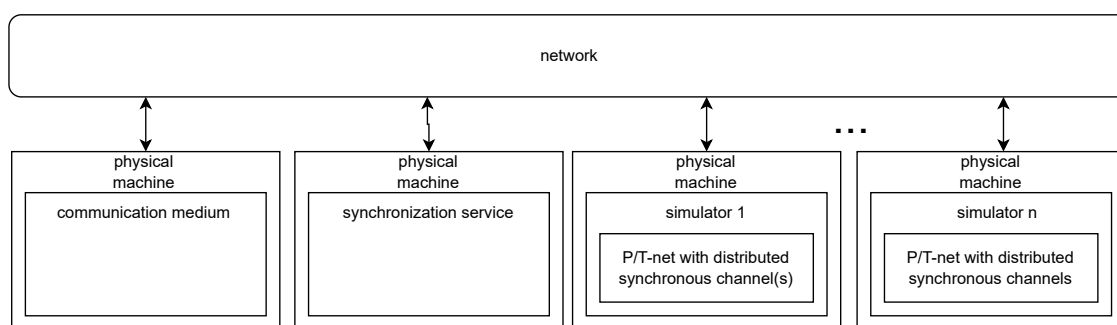 network
...
physical
machine
communication medium
physical
machine
synchronization service
physical
machine
simulator 1
P/T-net with distributed
synchronous channel(s)
physical
machine
simulator n
P/T-net with distributed
synchronous channels